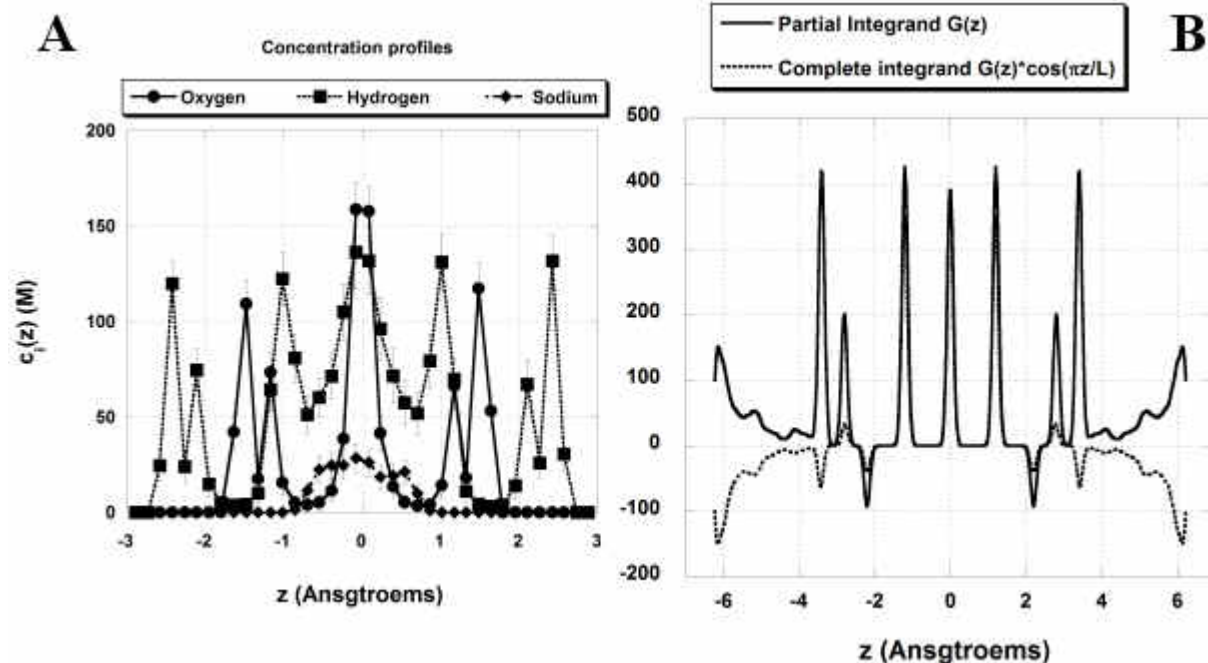 A
Concentration profiles
Oxygen Hydrogen Sodium
200
150
100
50
0
-3 -2 -1 0 1 2 3
c_i(z) (M)
z (Ansgtroems)
Partial Integrand G(z)
Complete integrand G(z)*cos(πz/L)
B
500
400
300
200
100
0
-100
-200
-6 -4 -2 0 2 4 6
z (Ansgtroems)